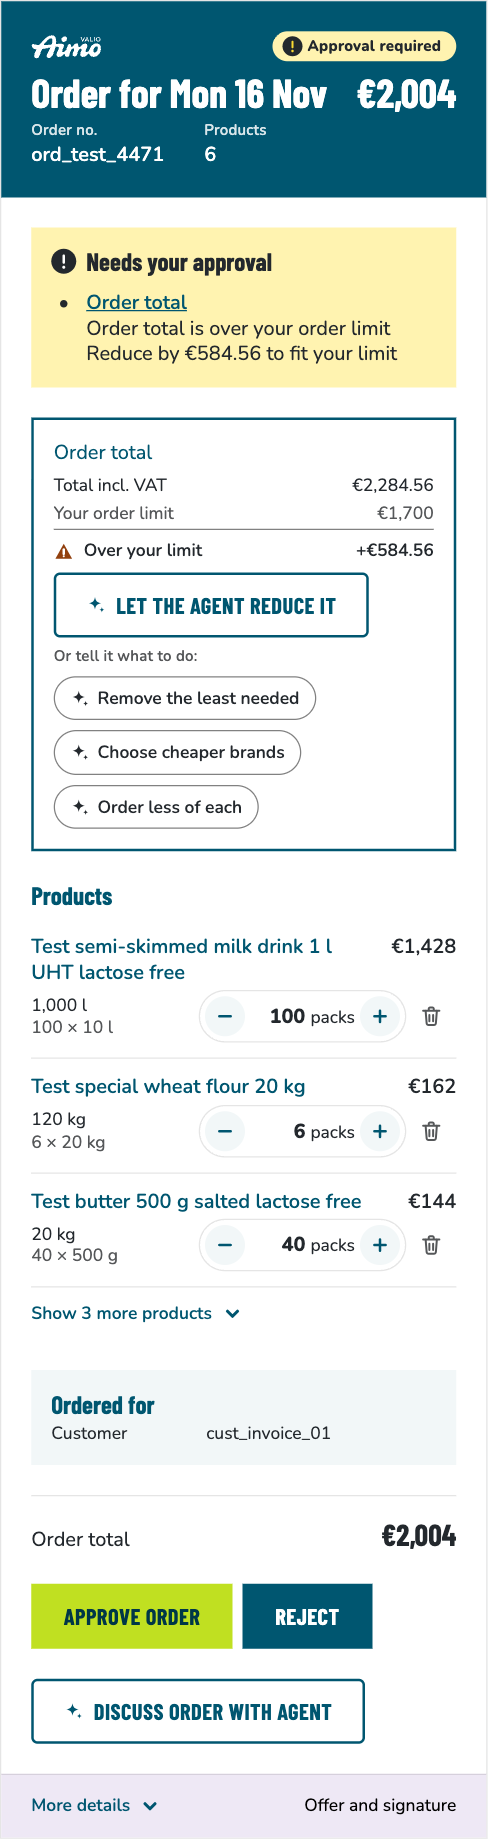 Aimo VALIO
Approval required
Order for Mon 16 Nov €2,004
Order no. Products
ord_test_4471 6
Needs your approval
• Order total
Order total is over your order limit
Reduce by €584.56 to fit your limit
Order total
Total incl. VAT €2,284.56
Your order limit €1,700
Over your limit +€584.56
LET THE AGENT REDUCE IT
Or tell it what to do:
Remove the least needed
Choose cheaper brands
Order less of each
Products
Test semi-skimmed milk drink 1 l €1,428
UHT lactose free
1,000 l
100 × 10 l
− 100 packs +
Test special wheat flour 20 kg €162
120 kg
6 × 20 kg
− 6 packs +
Test butter 500 g salted lactose free €144
20 kg
40 × 500 g
− 40 packs +
Show 3 more products
Ordered for
Customer cust_invoice_01
Order total €2,004
APPROVE ORDER REJECT
DISCUSS ORDER WITH AGENT
More details Offer and signature